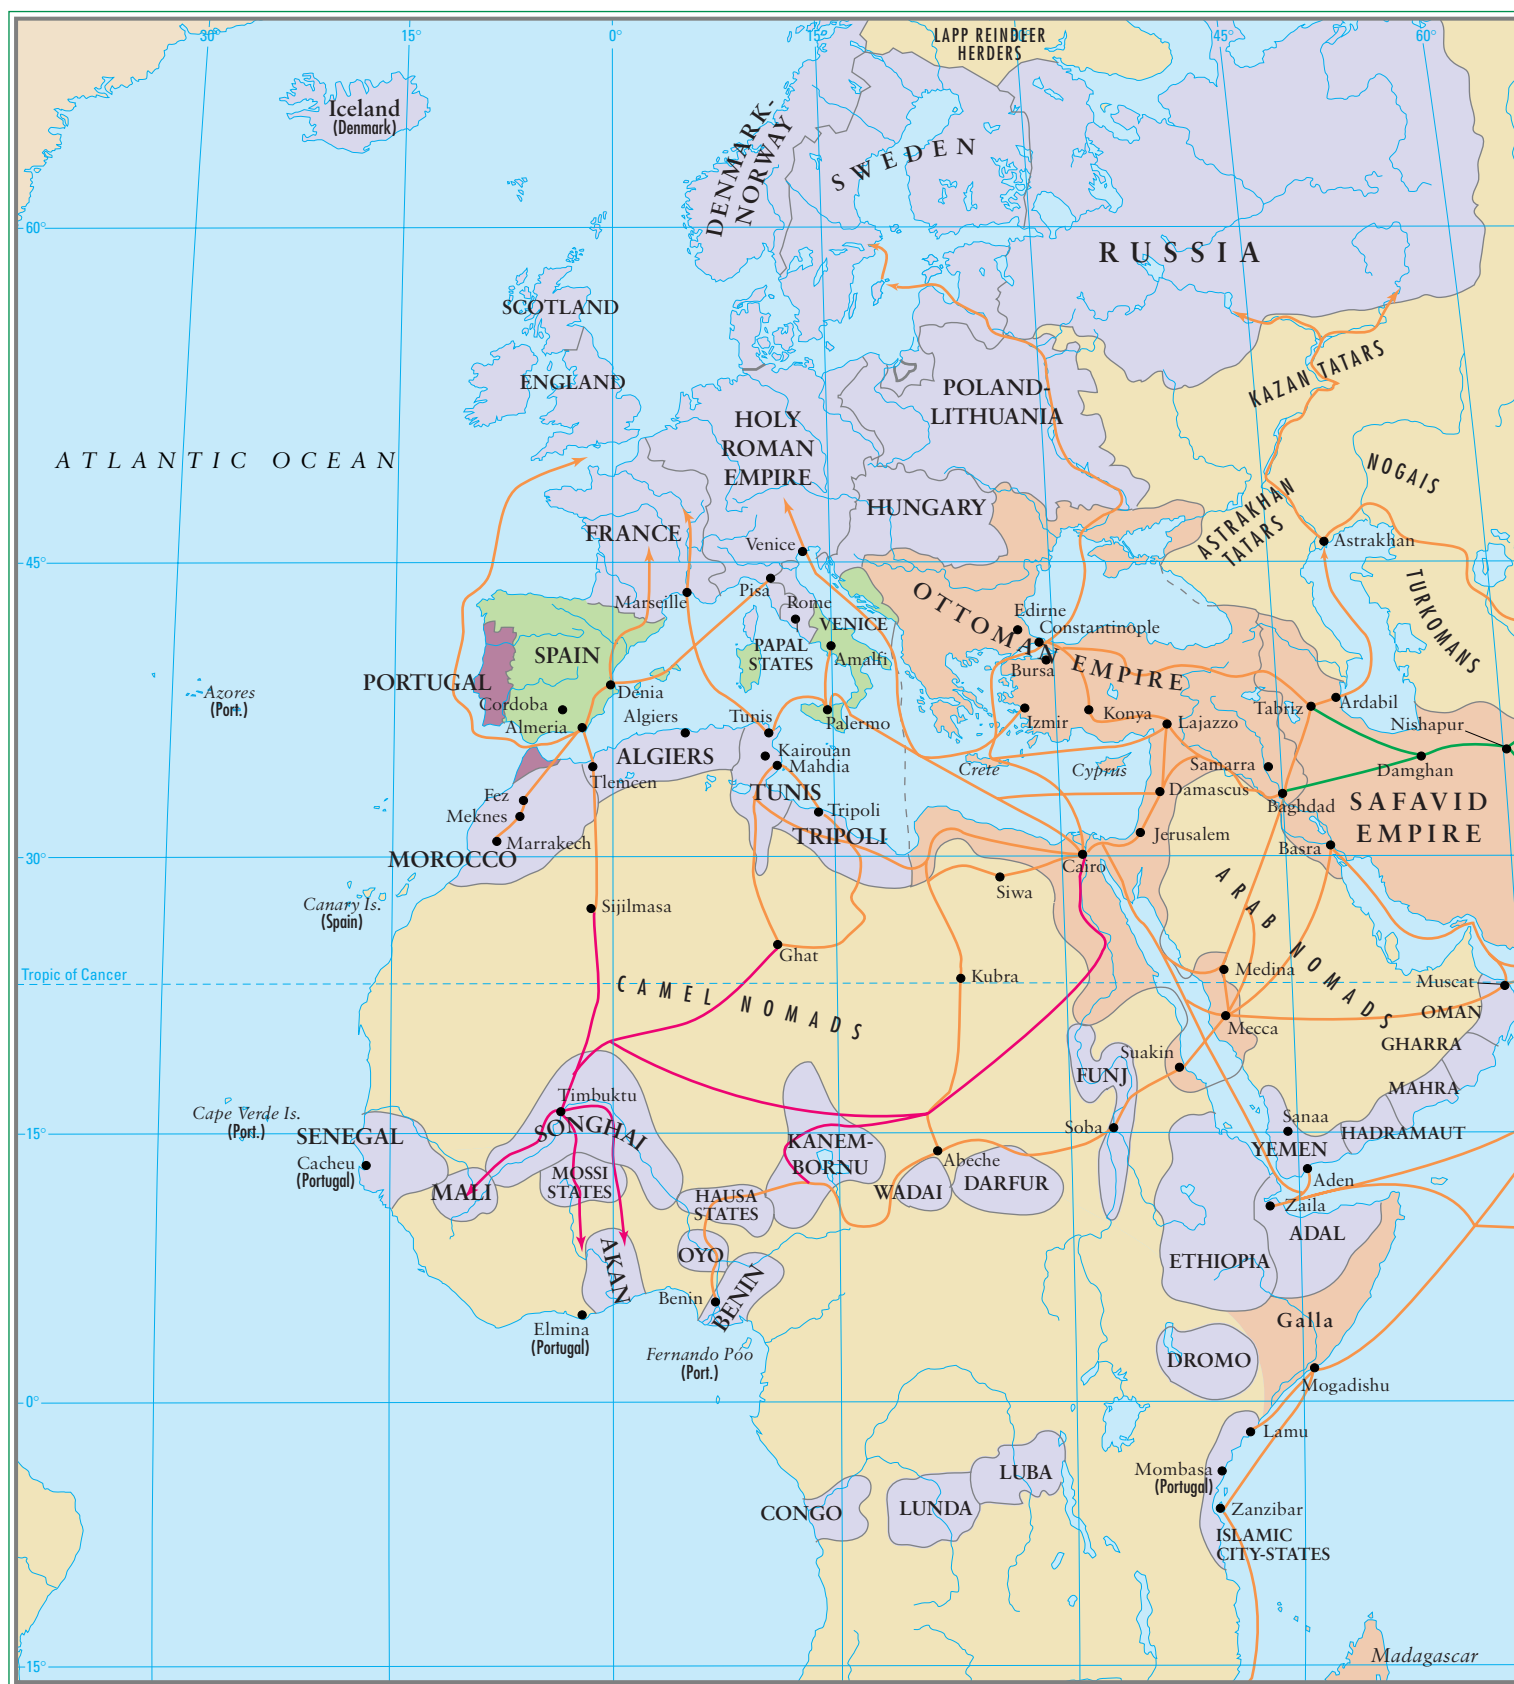 30°
15°
0°
15°
30°
45°
60°
LAPP REINDEER
HERDERS
Iceland
(Denmark)
DENMARK-
NORWAY
SWEDEN
60°
RUSSIA
SCOTLAND
ENGLAND
KAZAN TATARS
POLAND-
LITHUANIA
HOLY
ROMAN
EMPIRE
ATLANTIC OCEAN
NOGAIS
HUNGARY
ASTRAKHAN
TATARS
FRANCE
Venice
Astrakhan
45°
Pisa
Marseille
Rome
TURKOMANS
VENICE
OTTOMAN EMPIRE
Edirne
Constantinople
SPAIN
PAPAL
STATES
Amalfi
Bursa
PORTUGAL
Azores
(Port.)
Denia
Cordoba
Almeria
Algiers
Tunis
Palermo
Izmir
Konya
Lajazzo
Tabriz
Ardabil
Nishapur
ALGIERS
Kairouan
Mahdia
Crete
Cyprus
Samarra
Damghan
Tlemcen
TUNIS
Damascus
Baghdad
SAFAVID
EMPIRE
Fez
Meknes
Tripoli
TRIPOLI
Marrakech
Jerusalem
Basra
MOROCCO
30°
Cairo
Siwa
ARAB NOMADS
Canary Is.
(Spain)
Sijilmasa
Ghat
Medina
Tropic of Cancer
Kubra
Muscat
CAMEL NOMADS
OMAN
Mecca
GHARRA
Suakin
FUNJ
MAHRA
Timbuktu
Cape Verde Is.
(Port.)
Sanaa
SENEGAL
SONGHAI
KANEM-
BORNU
Soba
HADRAMAUT
15°
YEMEN
Cacheu
(Portugal)
Abeche
MOSSI
STATES
Aden
MALI
HAUSA
STATES
WADAI
DARFUR
Zaila
ADAL
OYO
AKAN
ETHIOPIA
Benin
BENIN
Elmina
(Portugal)
Galla
Fernando Póo
(Port.)
DROMO
Mogadishu
0°
Lamu
LUBA
Mombasa
(Portugal)
CONGO
LUNDA
Zanzibar
ISLAMIC
CITY-STATES
Madagascar
15°